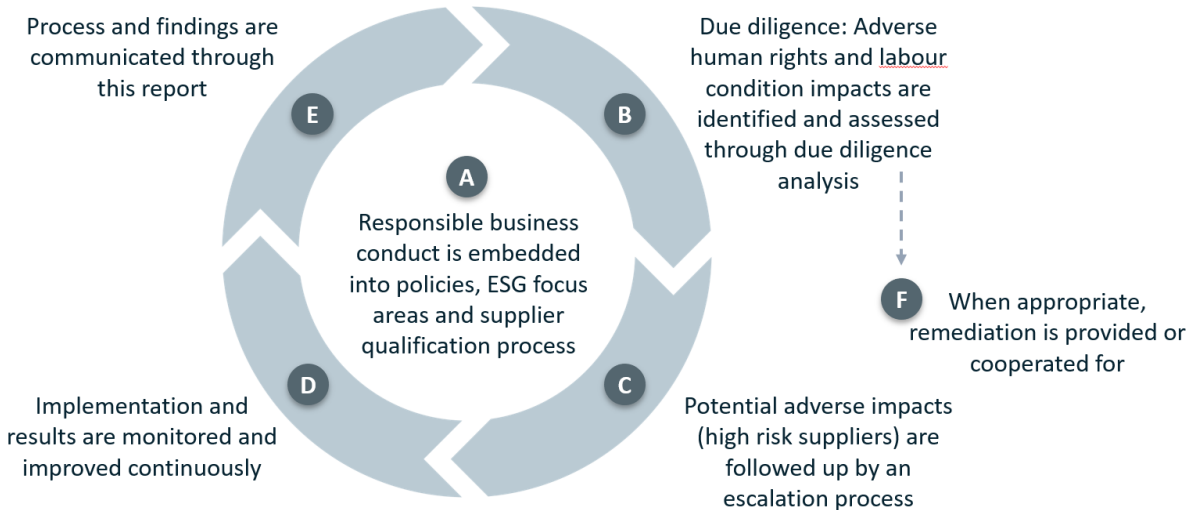 Process and findings are
communicated through
this report
E
Due diligence: Adverse
human rights and labour
condition impacts are
identified and assessed
through due diligence
analysis
B
A
Responsible business
conduct is embedded
into policies, ESG focus
areas and supplier
qualification process
F
When appropriate,
remediation is provided or
cooperated for
C
Potential adverse impacts
(high risk suppliers) are
followed up by an
escalation process
D
Implementation and
results are monitored and
improved continuously